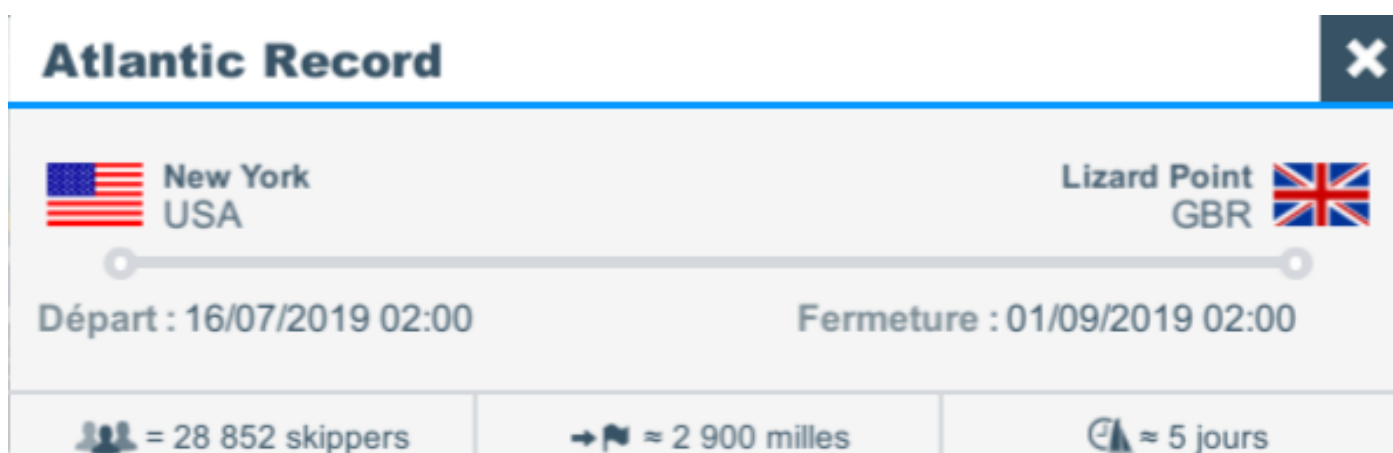 Atlantic Record
New York
USA
Lizard Point
GBR
Départ : 16/07/2019 02:00
Fermeture : 01/09/2019 02:00
= 28 852 skippers
≈ 2 900 milles
≈ 5 jours